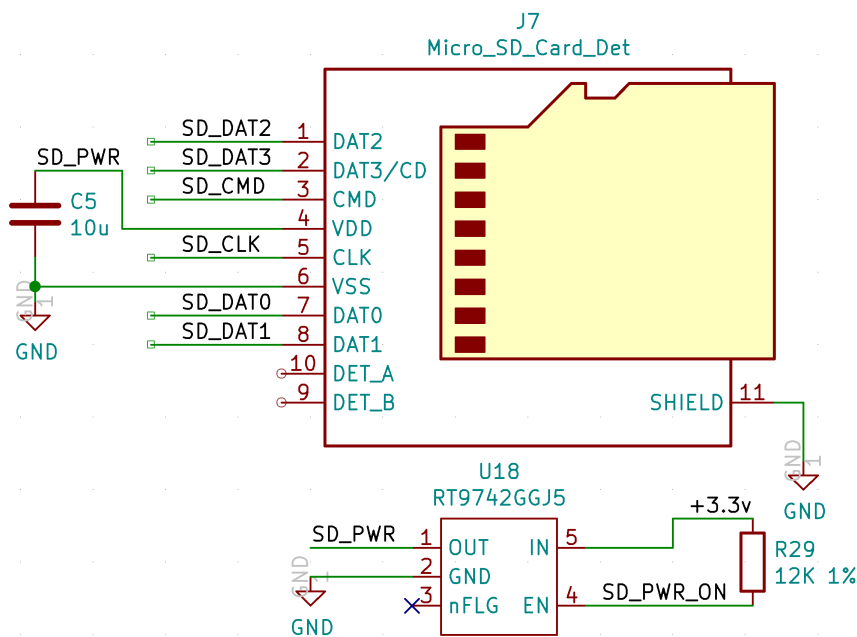 J7
Micro_SD_Card_Det
SD_DAT2 1 DAT2
SD_DAT3 2 DAT3/CD
SD_PWR
SD_CMD 3 CMD
C5
10u
4 VDD
SD_CLK 5 CLK
6 VSS
GND 1
SD_DAT0 7 DAT0
SD_DAT1 8 DAT1
GND
10 DET_A
9 DET_B
SHIELD 11
GND 1
GND
U18
RT9742GGJ5
+3.3v
SD_PWR 1 OUT IN 5
R29
12K 1%
GND 1
2 GND
3 nFLG EN 4 SD_PWR_ON
GND